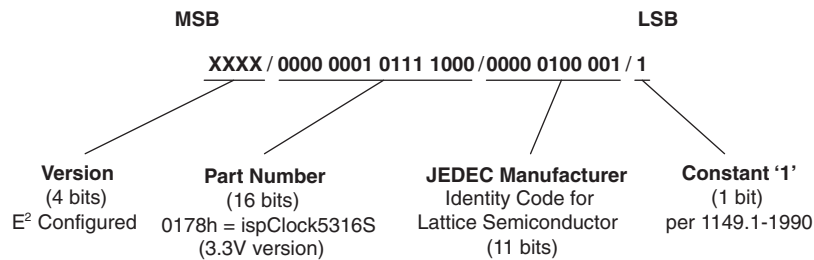 MSB LSB
XXXX / 0000 0001 0111 1000 / 0000 0100 001 / 1
Version
(4 bits)
E² Configured
Part Number
(16 bits)
0178h = ispClock5316S
(3.3V version)
JEDEC Manufacturer
Identity Code for
Lattice Semiconductor
(11 bits)
Constant ‘1’
(1 bit)
per 1149.1-1990